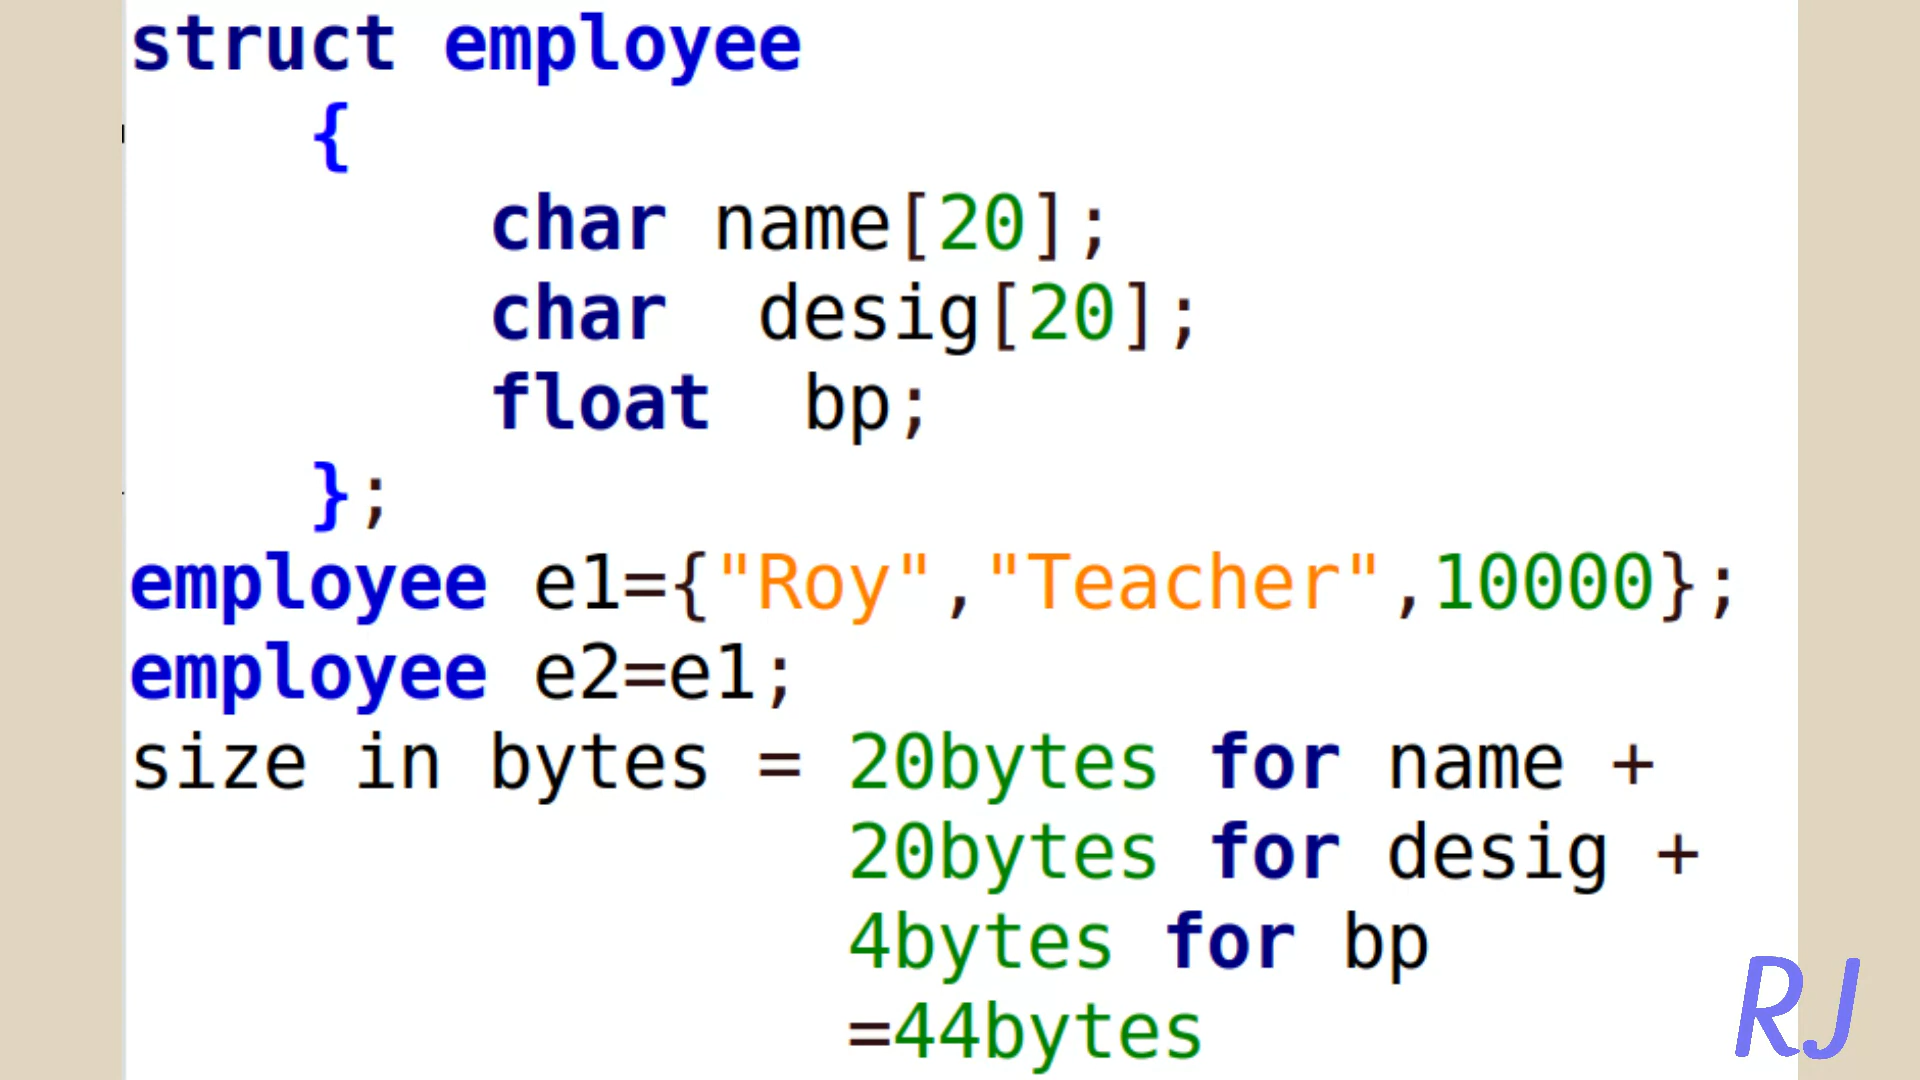 struct employee
{
char name[20];
char desig[20];
float bp;
};
employee e1={"Roy","Teacher",10000};
employee e2=e1;
size in bytes = 20bytes for name +
20bytes for desig +
4bytes for bp
=44bytes
RJ